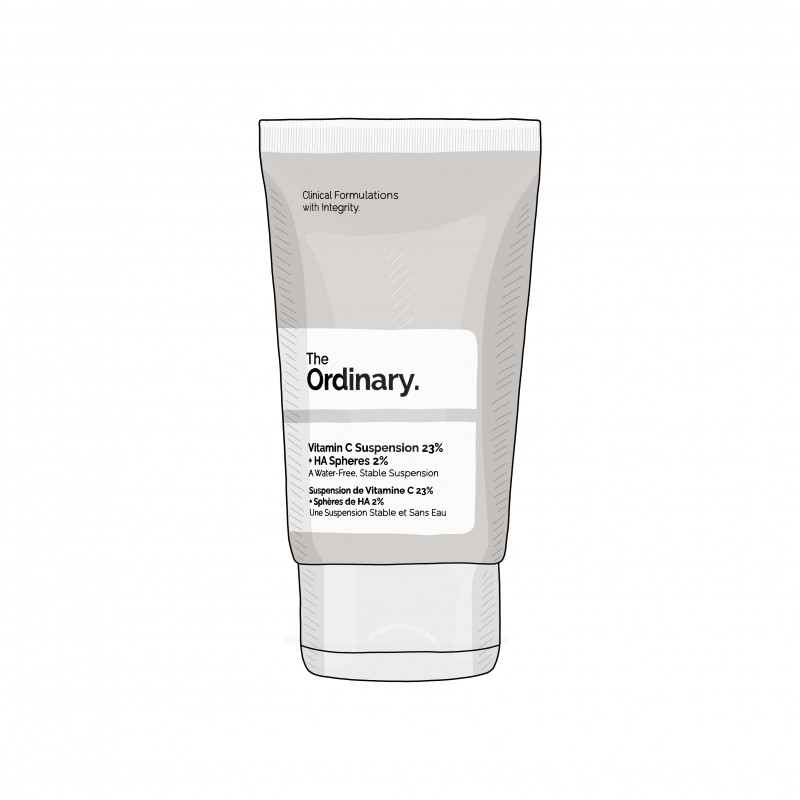 Clinical Formulations
with Integrity.
The
Ordinary.
Vitamin C Suspension 23%
+ HA Spheres 2%
A Water-Free, Stable Suspension
Suspension de Vitamine C 23%
+ Sphères de HA 2%
Une Suspension Stable et Sans Eau